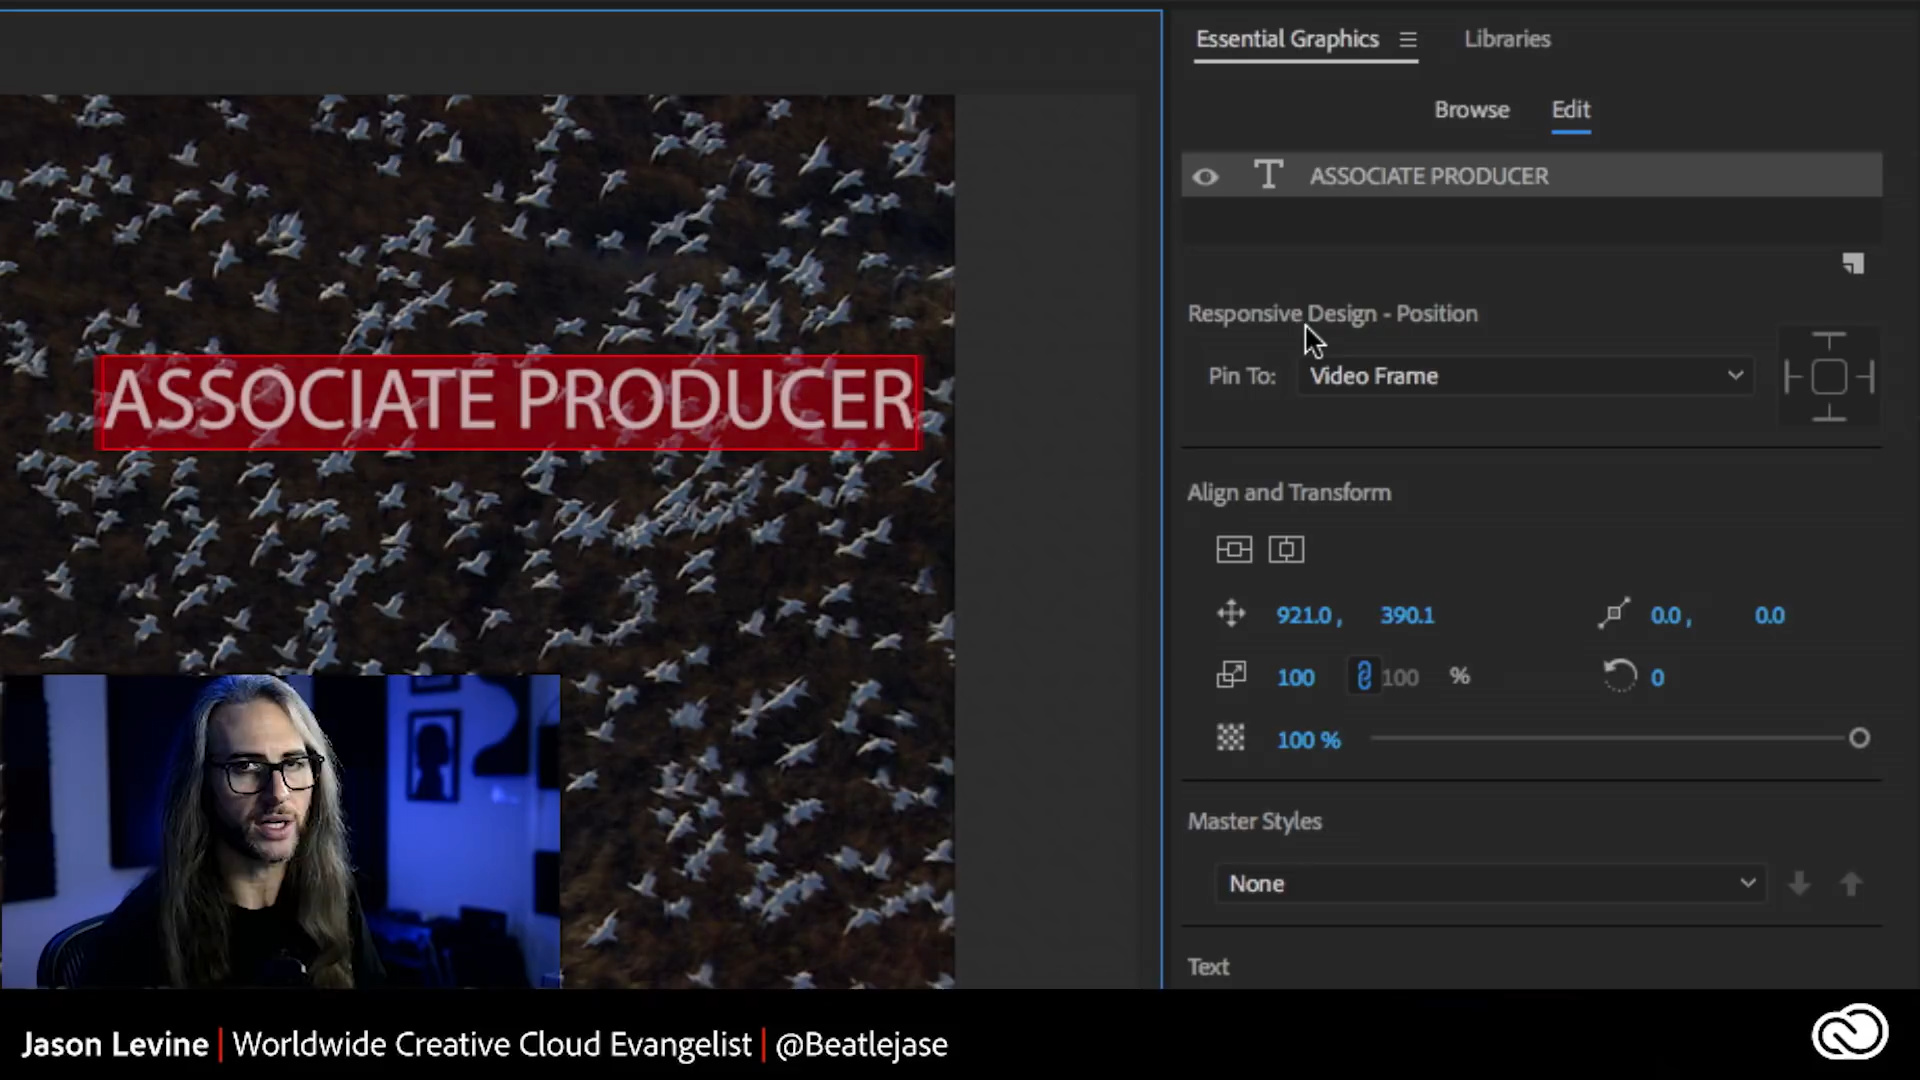 Essential Graphics Libraries
Browse Edit
T ASSOCIATE PRODUCER
Responsive Design - Position
Pin To: Video Frame
ASSOCIATE PRODUCER
Align and Transform
921.0 , 390.1 0.0 , 0.0
100 100 % 0
100 %
Master Styles
None
Text
Jason Levine | Worldwide Creative Cloud Evangelist | @Beatlejase